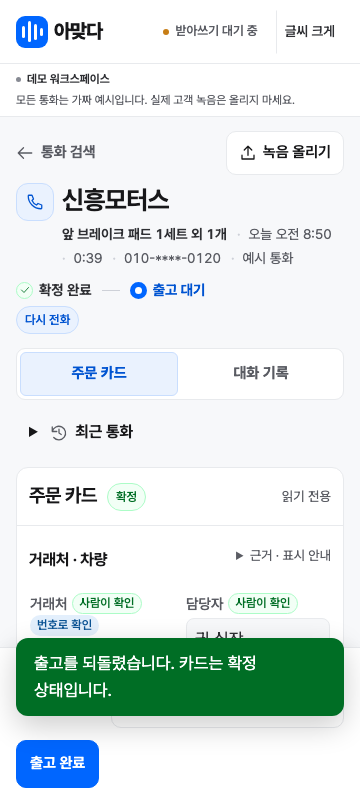 아맞다
받아쓰기 대기 중
글씨 크게
데모 워크스페이스
모든 통화는 가짜 예시입니다. 실제 고객 녹음은 올리지 마세요.
← 통화 검색
녹음 올리기
신흥모터스
앞 브레이크 패드 1세트 외 1개 · 오늘 오전 8:50
· 0:39 · 010-****-0120 · 예시 통화
확정 완료
출고 대기
다시 전화
주문 카드
대화 기록
▶ 최근 통화
주문 카드 확정
읽기 전용
거래처 · 차량
▶ 근거 · 표시 안내
거래처 사람이 확인
번호로 확인
담당자 사람이 확인
출고를 되돌렸습니다. 카드는 확정
상태입니다.
출고 완료